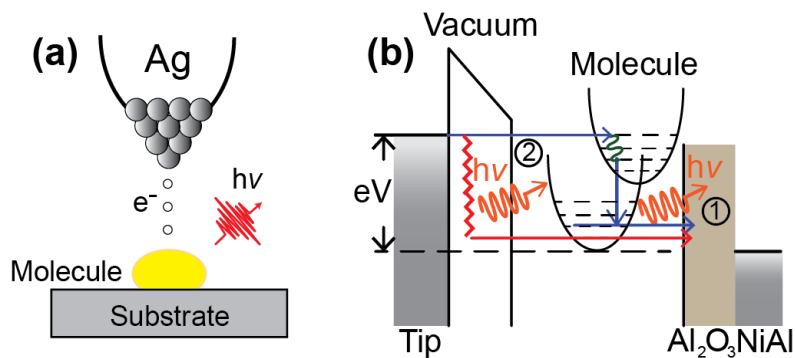 (a)
Ag
e⁻
hν
Molecule
Substrate
(b)
Vacuum
Molecule
②
hν
hν
①
eV
Tip
Al₂O₃NiAl